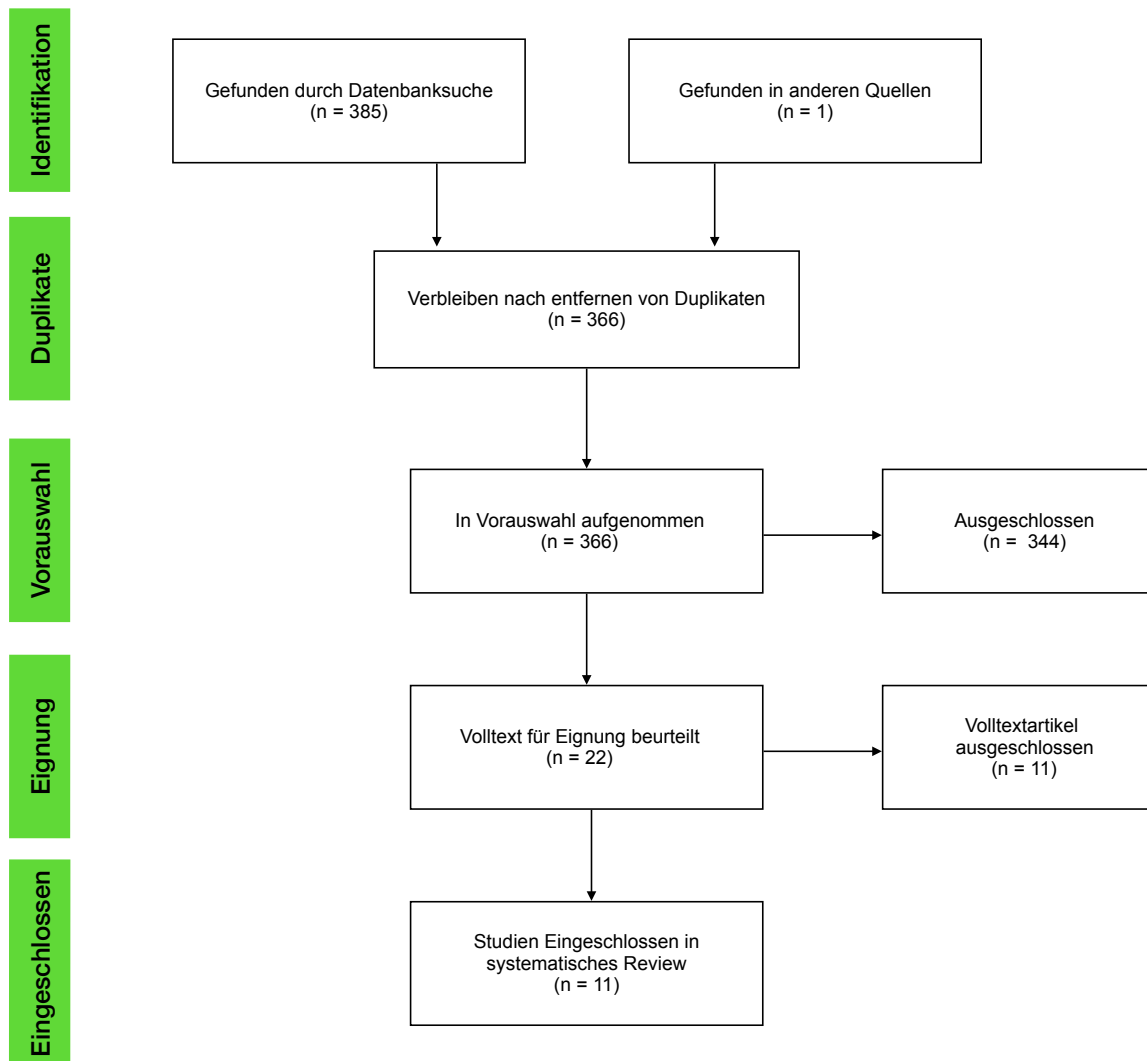 Identifikation
Gefunden durch Datenbanksuche
(n = 385)
Gefunden in anderen Quellen
(n = 1)
Duplikate
Verbleiben nach entfernen von Duplikaten
(n = 366)
Vorauswahl
In Vorauswahl aufgenommen
(n = 366)
Ausgeschlossen
(n =  344)
Eignung
Volltext für Eignung beurteilt
(n = 22)
Volltextartikel
ausgeschlossen
(n = 11)
Eingeschlossen
Studien Eingeschlossen in
systematisches Review
(n = 11)